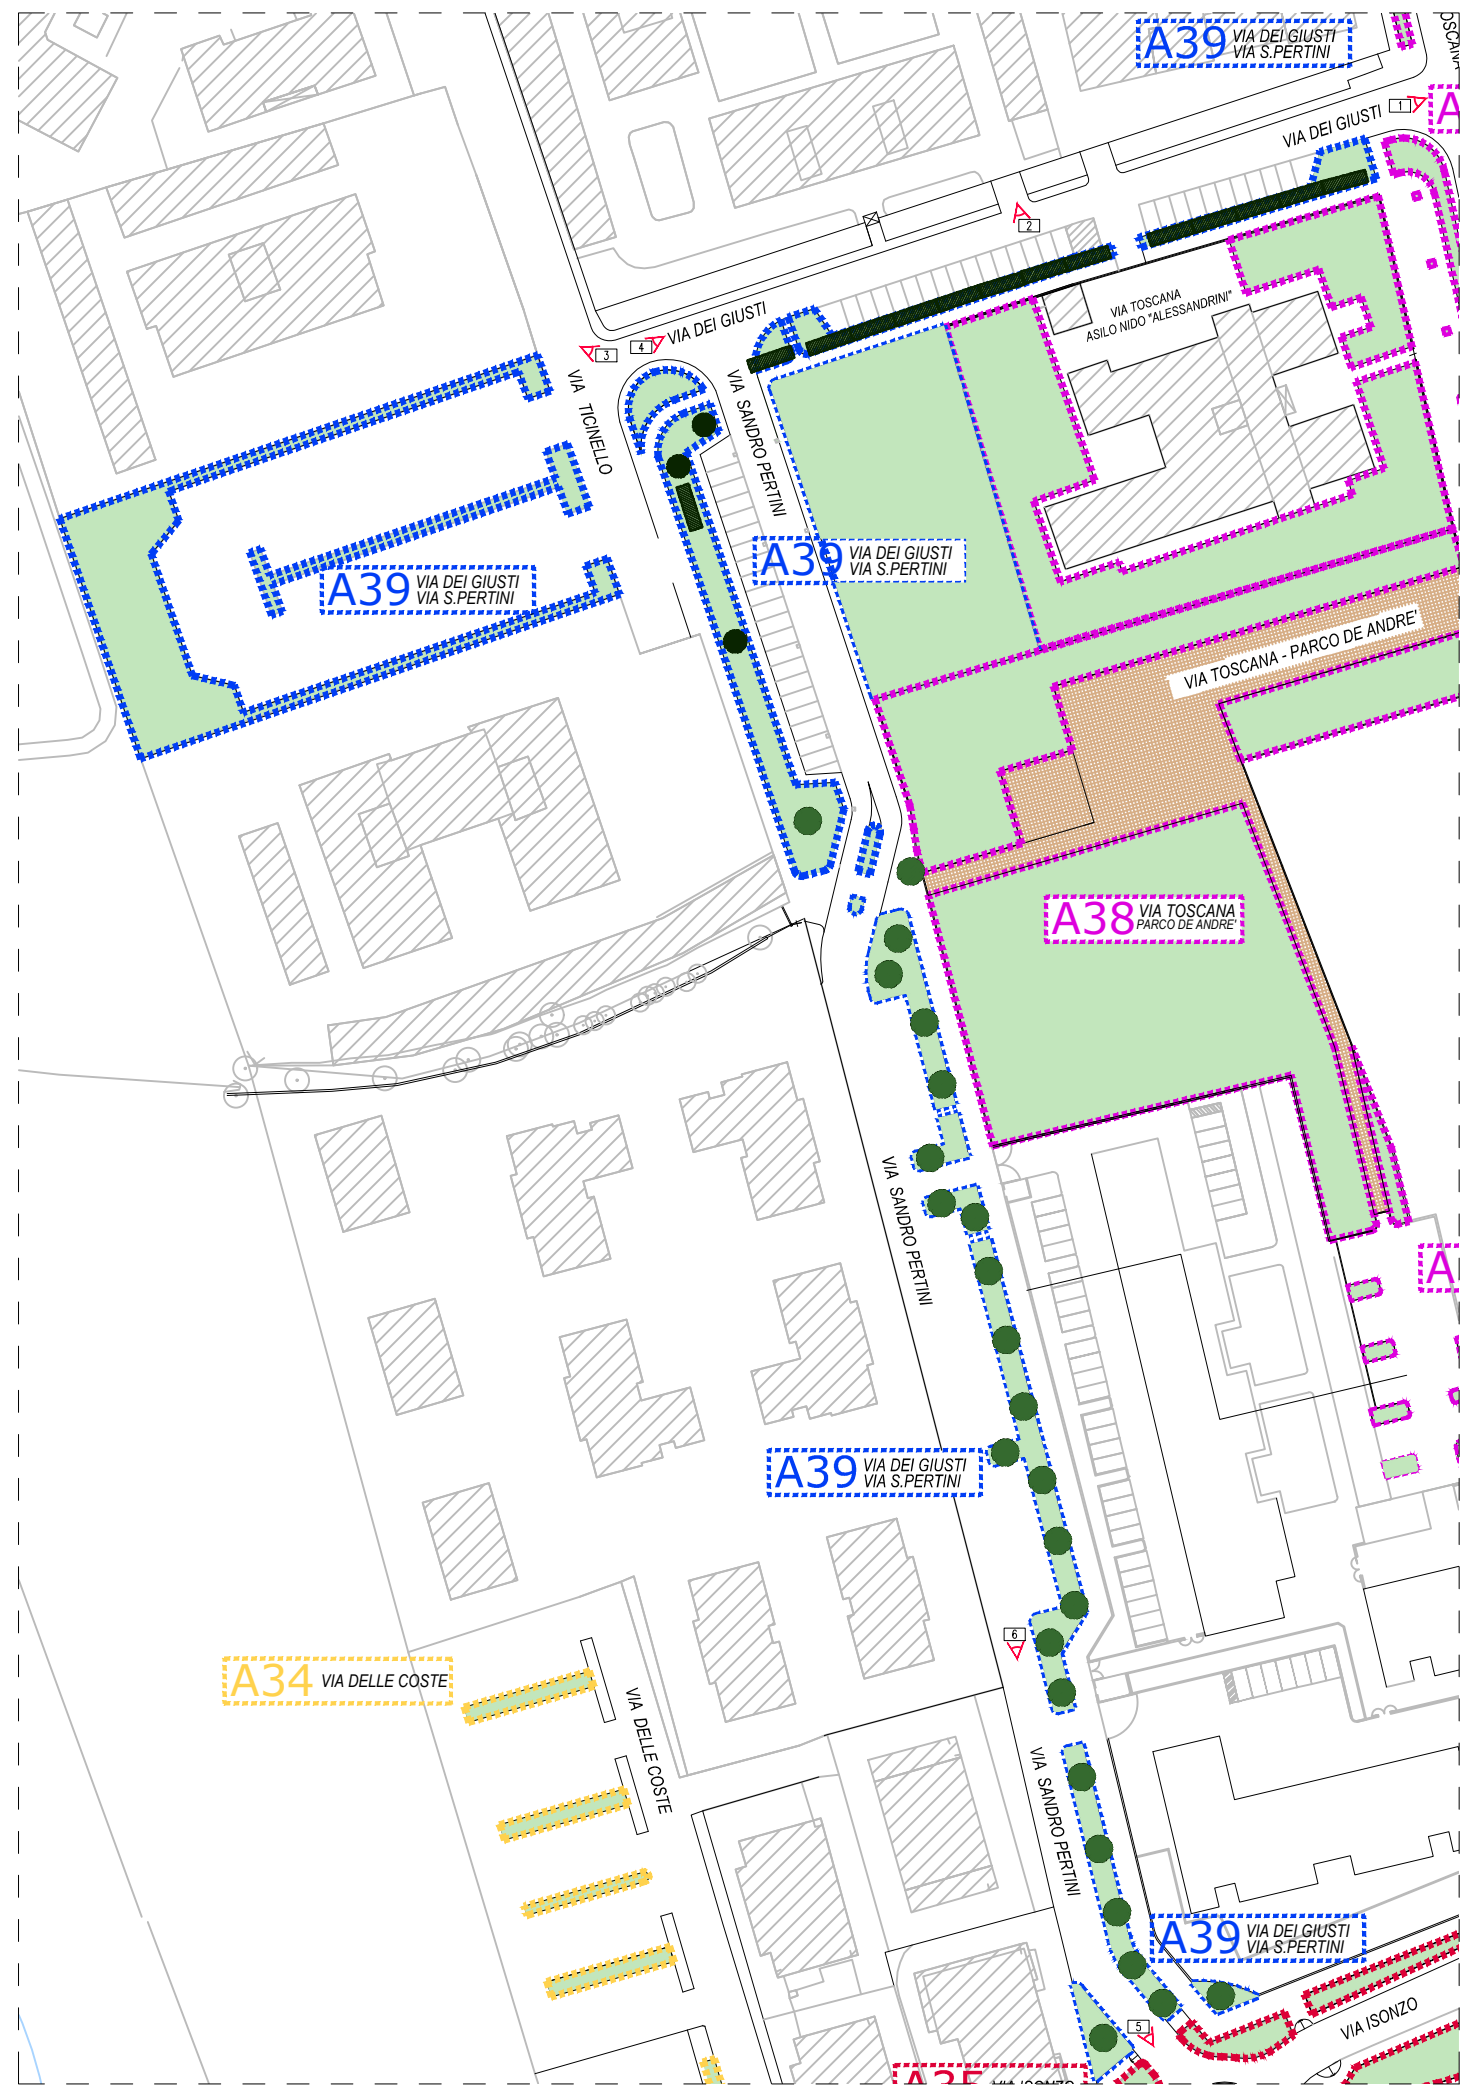 A39 VIA DEI GIUSTI
VIA S.PERTINI
OSCANA
A
1
VIA DEI GIUSTI
2
VIA TOSCANA
ASILO NIDO "ALESSANDRINI"
VIA DEI GIUSTI
3
4
VIA TICINELLO
VIA SANDRO PERTINI
A39 VIA DEI GIUSTI
VIA S.PERTINI
A39 VIA DEI GIUSTI
VIA S.PERTINI
VIA TOSCANA - PARCO DE ANDRE'
A38 VIA TOSCANA
PARCO DE ANDRE'
VIA SANDRO PERTINI
A
A39 VIA DEI GIUSTI
VIA S.PERTINI
6
A34 VIA DELLE COSTE
VIA DELLE COSTE
VIA SANDRO PERTINI
A39 VIA DEI GIUSTI
VIA S.PERTINI
5
VIA ISONZO
A35 VIA ISONZO